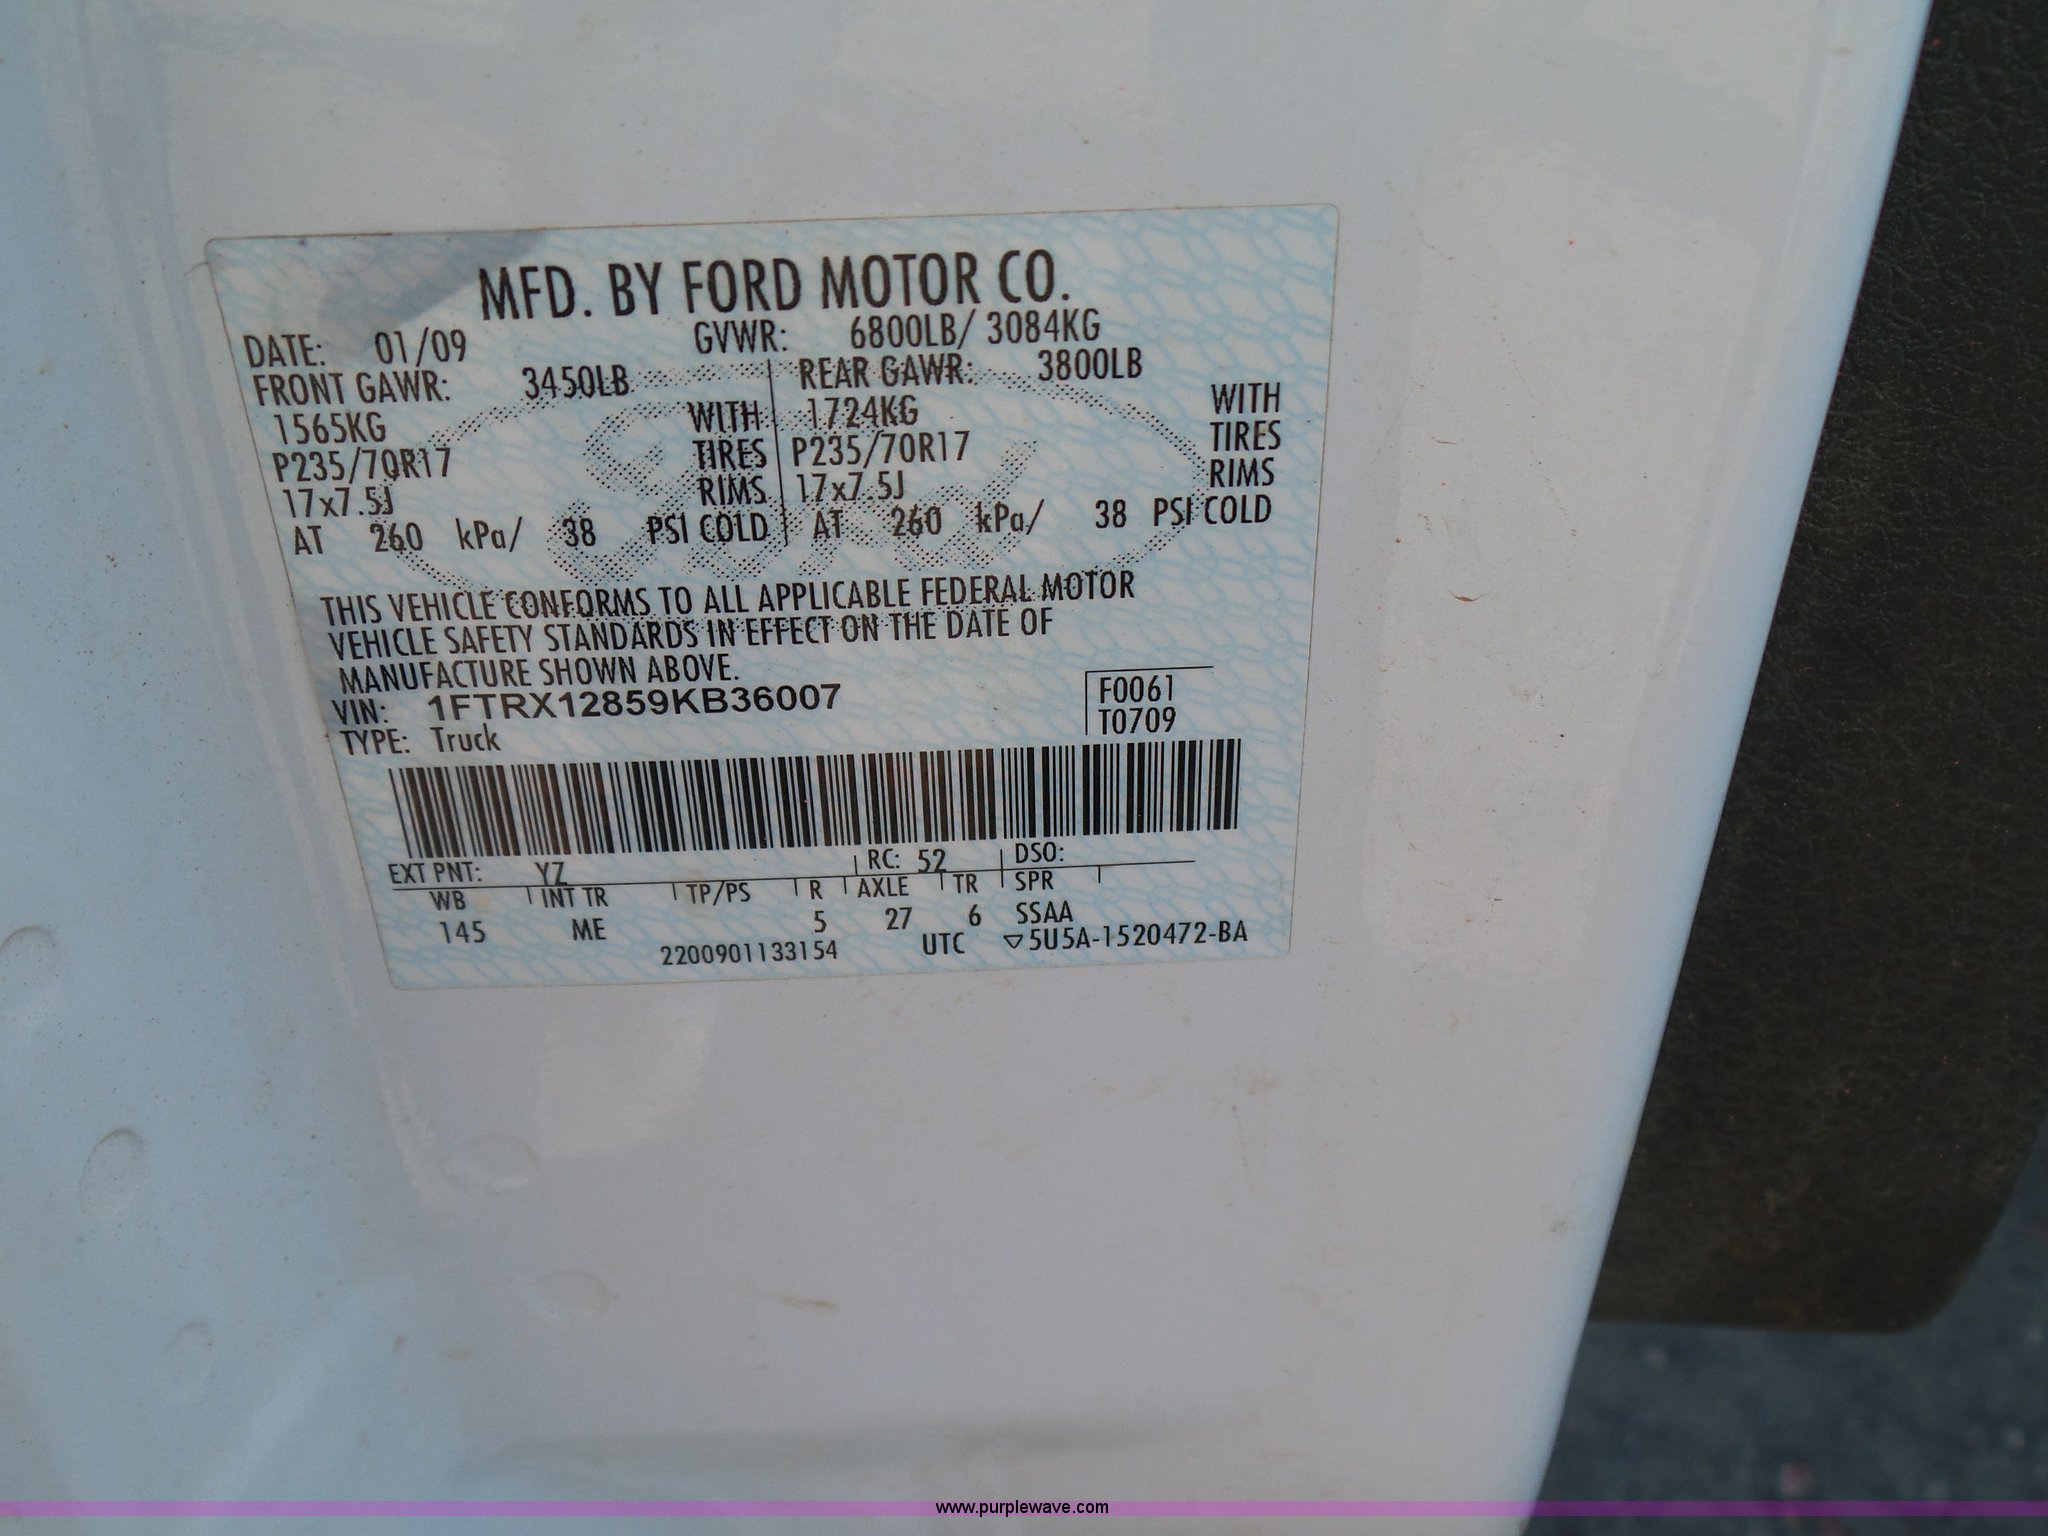 MFD. BY FORD MOTOR CO.
DATE: 01/09 GVWR: 6800LB/ 3084KG
FRONT GAWR: 3450LB REAR GAWR: 3800LB
1565KG WITH 1724KG WITH
P235/70R17 TIRES P235/70R17 TIRES
17x7.5J RIMS 17x7.5J RIMS
AT 260 kPa/ 38 PSI COLD AT 260 kPa/ 38 PSI COLD
THIS VEHICLE CONFORMS TO ALL APPLICABLE FEDERAL MOTOR
VEHICLE SAFETY STANDARDS IN EFFECT ON THE DATE OF
MANUFACTURE SHOWN ABOVE.
VIN: 1FTRX12859KB36007 F0061
TYPE: Truck T0709
EXT PNT: YZ RC: 52 DSO:
WB INT TR TP/PS R AXLE TR SPR
145 ME 5 27 6 SSAA
2200901133154 UTC ▽5U5A-1520472-BA
www.purplewave.com